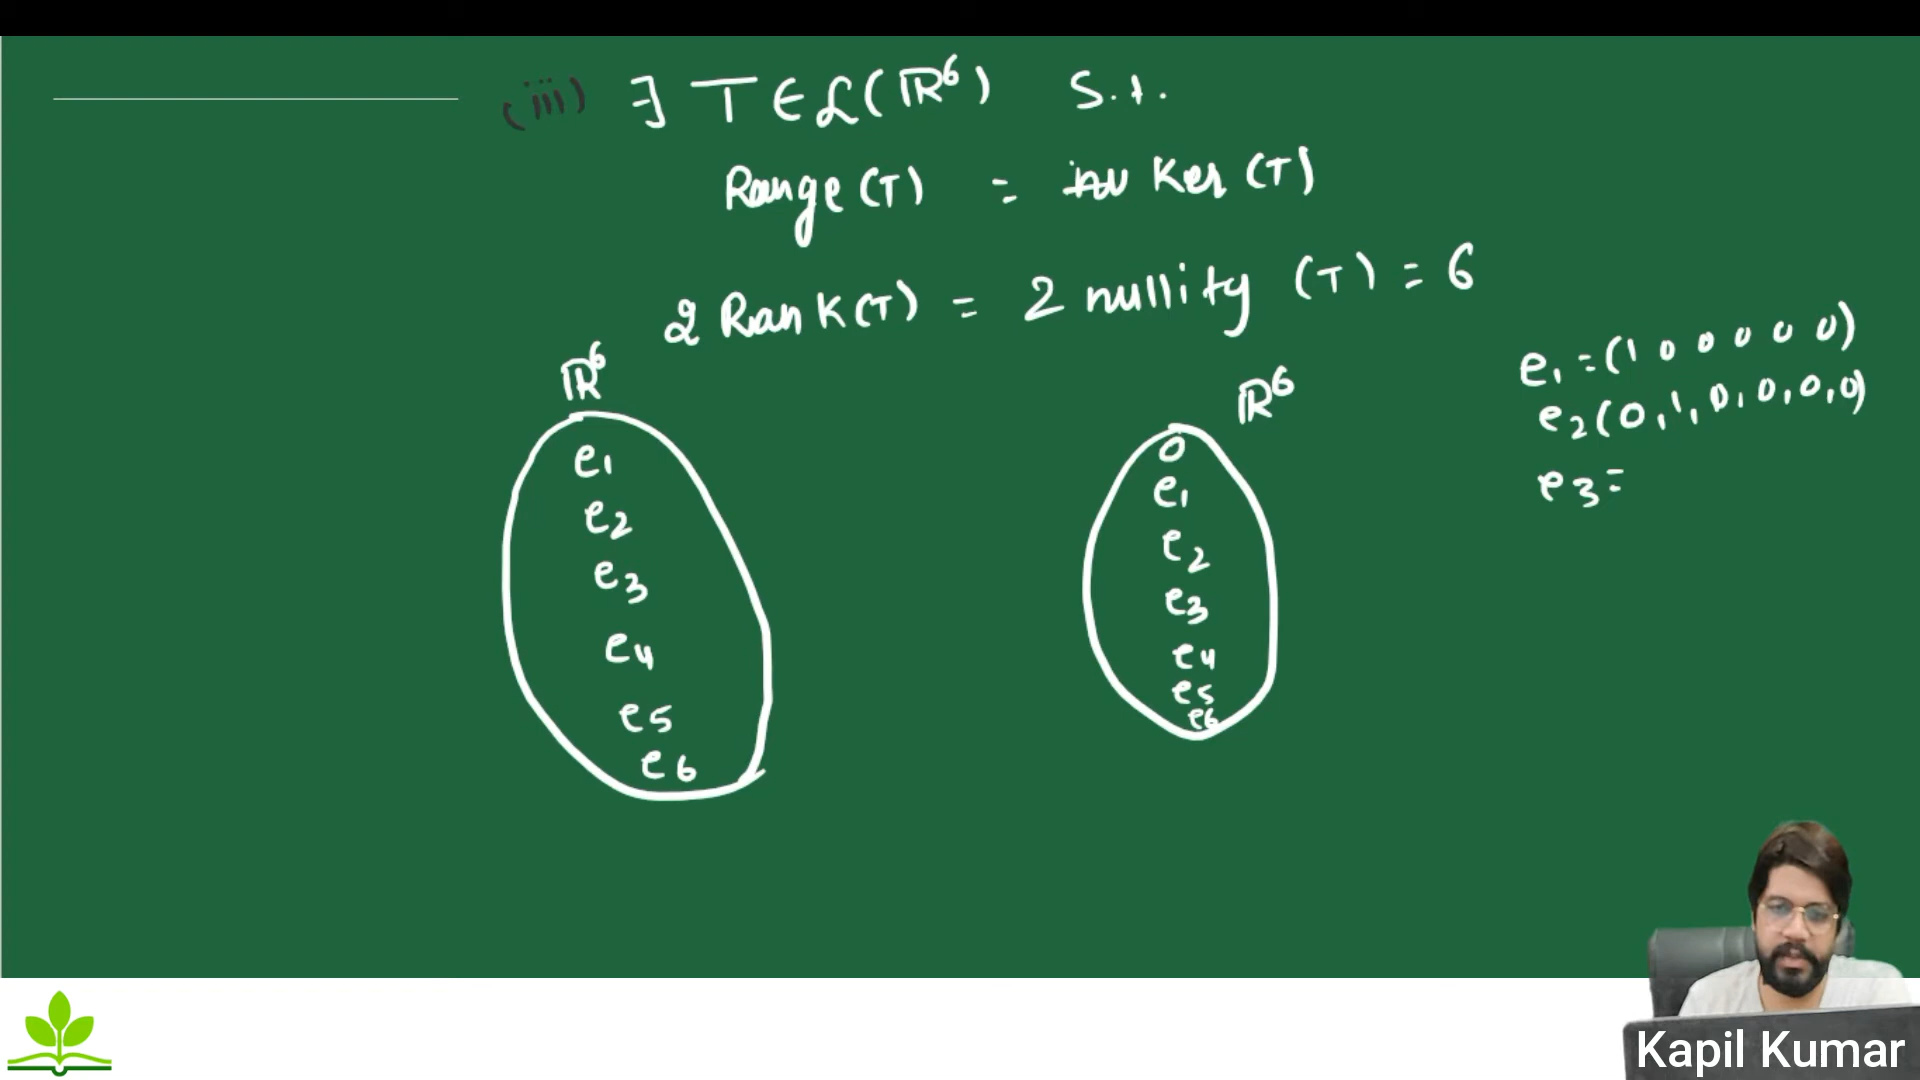 (iii) ∃ T ∈ L(ℝ⁶) s.t.
Range (T) = Ker (T)
2 Rank(T) = 2 nullity (T) = 6
ℝ⁶
e₁
e₂
e₃
e₄
e₅
e₆
ℝ⁶
0
e₁
e₂
e₃
e₄
e₅
e₆
e₁ = (1 0 0 0 0 0)
e₂(0,1,0,0,0,0)
e₃=
Kapil Kumar